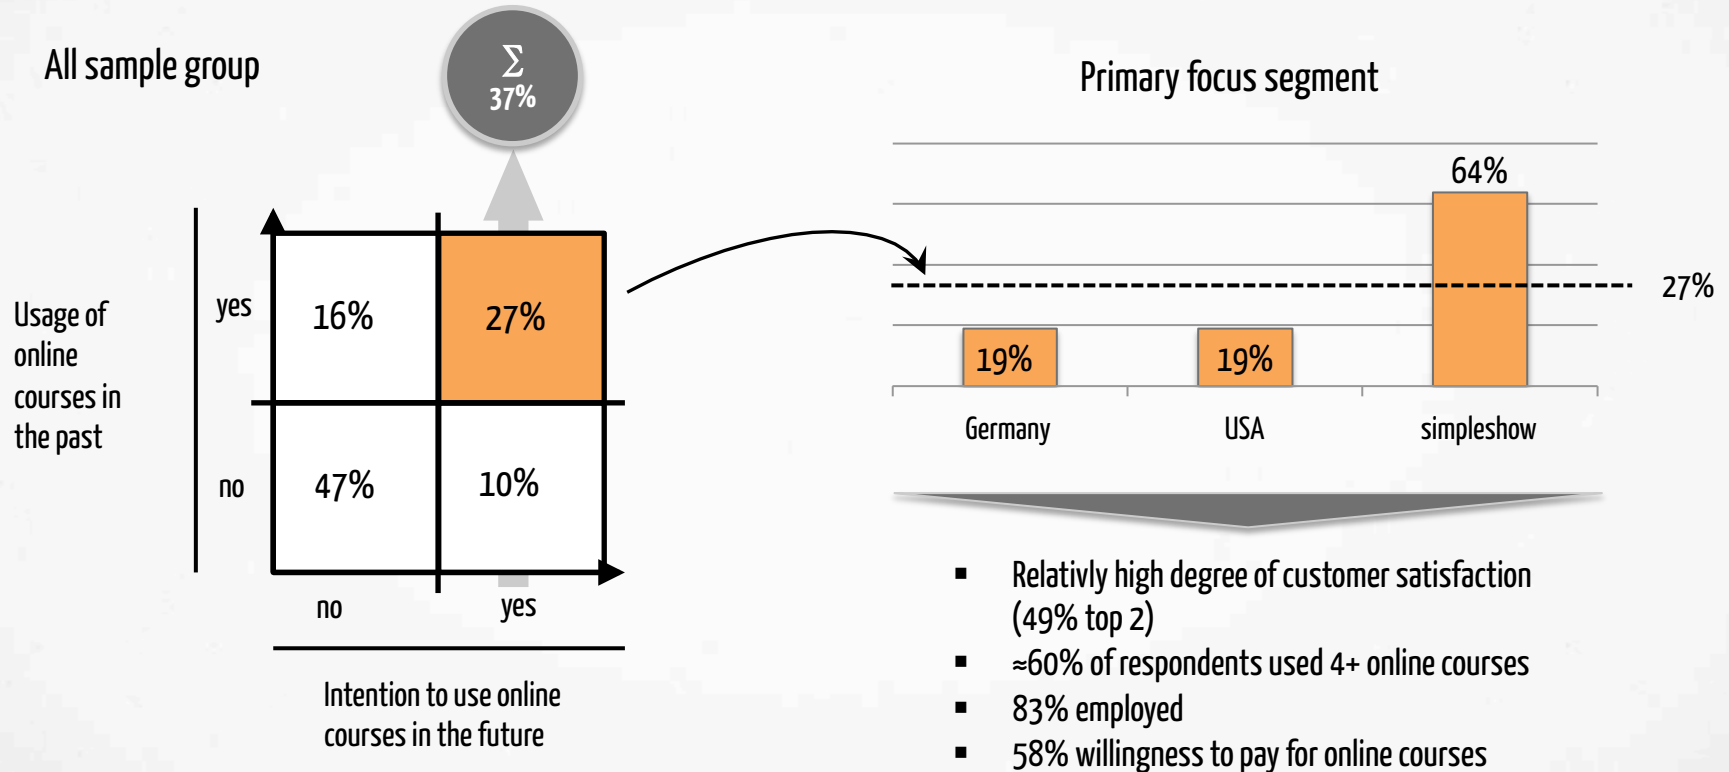 All sample group
Σ
37%
Usage of
online
courses in
the past
yes
16%
27%
no
47%
10%
no
yes
Intention to use online
courses in the future
Primary focus segment
64%
27%
19%
19%
Germany
USA
simpleshow
▪ Relativly high degree of customer satisfaction
(49% top 2)
▪ ≈60% of respondents used 4+ online courses
▪ 83% employed
▪ 58% willingness to pay for online courses